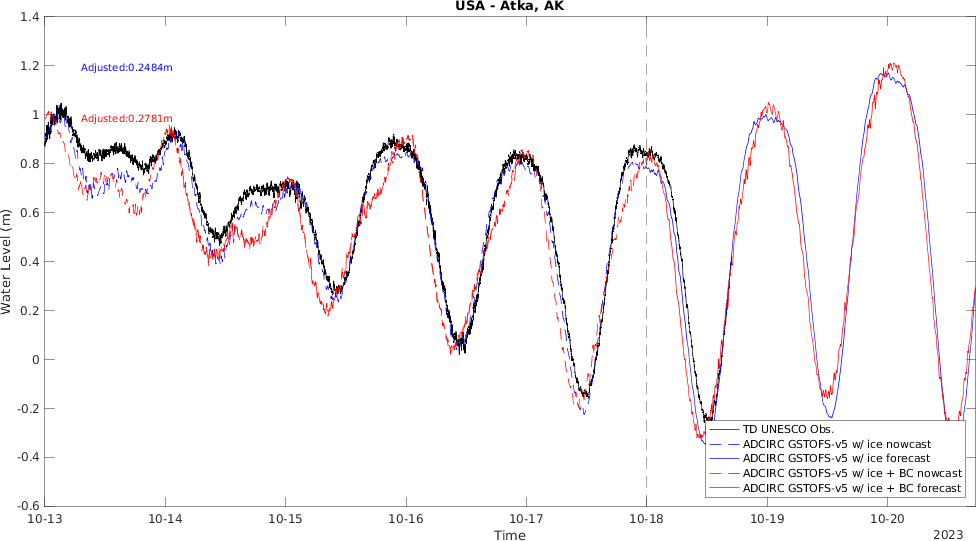 USA - Atka, AK
1.4
1.2
1
0.8
0.6
0.4
0.2
0
-0.2
-0.4
-0.6
Water Level (m)
Adjusted:0.2484m
Adjusted:0.2781m
TD UNESCO Obs.
ADCIRC GSTOFS-v5 w/ ice nowcast
ADCIRC GSTOFS-v5 w/ ice forecast
ADCIRC GSTOFS-v5 w/ ice + BC nowcast
ADCIRC GSTOFS-v5 w/ ice + BC forecast
10-13 10-14 10-15 10-16 10-17 10-18 10-19 10-20
Time
2023